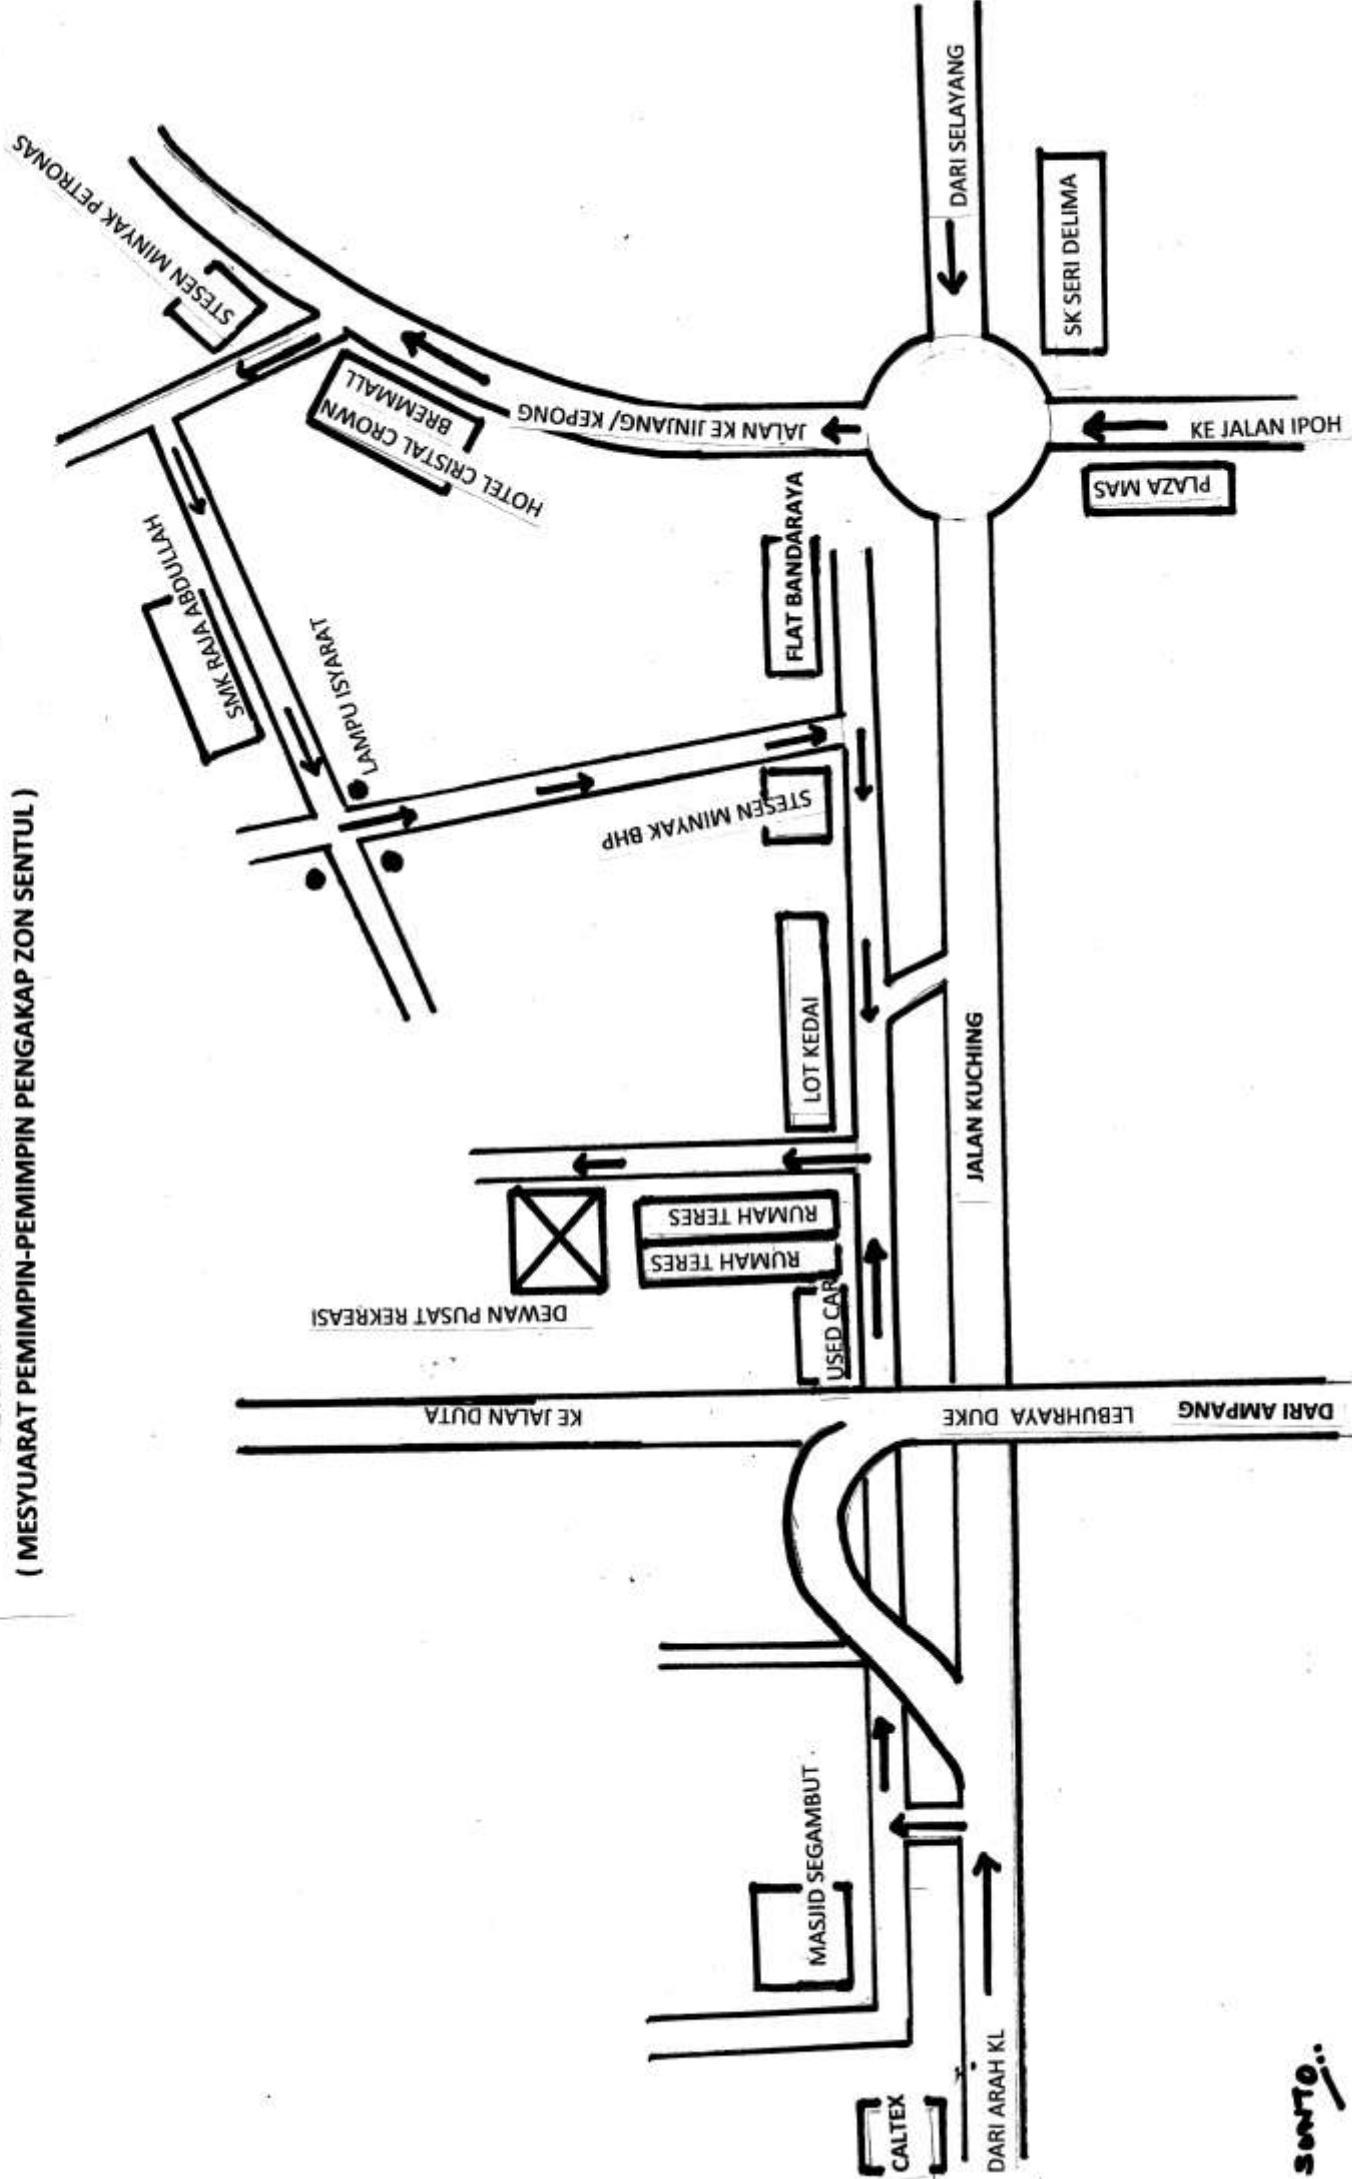 ( MESYUARAT PEMIMPIN-PEMIMPIN PENGAKAP ZON SENTUL )
STESEN MINYAK PETRONAS
HOTEL CRISTAL CROWN
BREMMALL
SMK RAJA ABDULLAH
LAMPU ISYARAT
JALAN KE JINJANG/ KEPONG
DARI SELAYANG
SK SERI DELIMA
KE JALAN IPOH
PLAZA MAS
FLAT BANDARAYA
STESEN MINYAK BHP
LOT KEDAI
JALAN KUCHING
RUMAH TERES
RUMAH TERES
USED CAR
DEWAN PUSAT REKREASI
KE JALAN DUTA
LEBUHRAYA DUKE
DARI AMPANG
MASJID SEGAMBUT
CALTEX
DARI ARAH KL